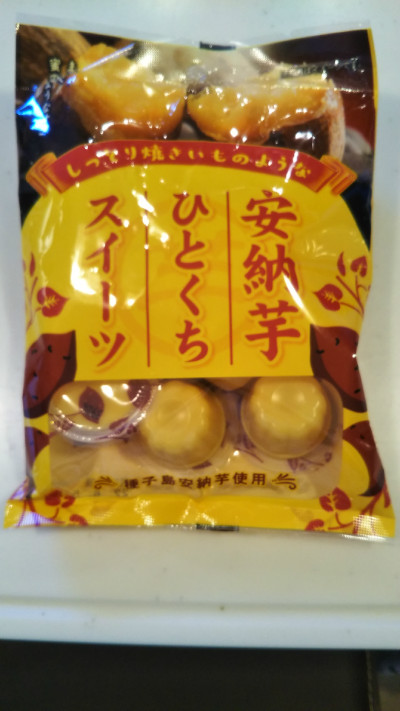 しっとり焼きいものような
安納芋
ひとくち
スイーツ
種子島安納芋使用